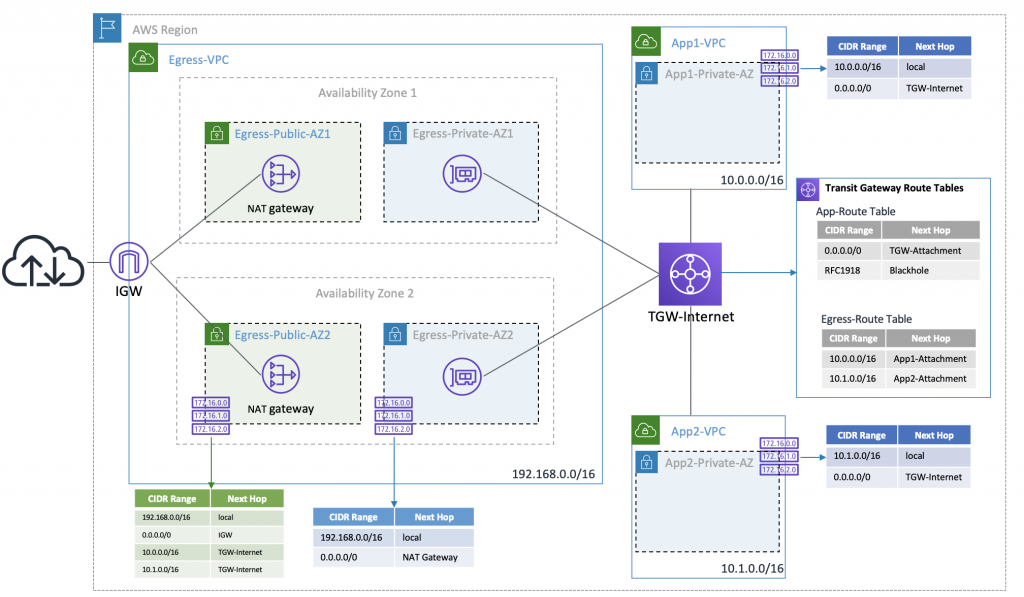 AWS Region
Egress-VPC
Availability Zone 1
Egress-Public-AZ1
NAT gateway
Egress-Private-AZ1
IGW
Availability Zone 2
Egress-Public-AZ2
NAT gateway
172.16.0.0
172.16.1.0
172.16.2.0
Egress-Private-AZ2
172.16.0.0
172.16.1.0
172.16.2.0
192.168.0.0/16
CIDR Range Next Hop
192.168.0.0/16 local
0.0.0.0/0 IGW
10.0.0.0/16 TGW-Internet
10.1.0.0/16 TGW-Internet
CIDR Range Next Hop
192.168.0.0/16 local
0.0.0.0/0 NAT Gateway
App1-VPC
App1-Private-AZ
172.16.0.0
172.16.1.0
172.16.2.0
10.0.0.0/16
CIDR Range Next Hop
10.0.0.0/16 local
0.0.0.0/0 TGW-Internet
TGW-Internet
Transit Gateway Route Tables
App-Route Table
CIDR Range Next Hop
0.0.0.0/0 TGW-Attachment
RFC1918 Blackhole
Egress-Route Table
CIDR Range Next Hop
10.0.0.0/16 App1-Attachment
10.1.0.0/16 App2-Attachment
App2-VPC
App2-Private-AZ
172.16.0.0
172.16.1.0
172.16.2.0
10.1.0.0/16
CIDR Range Next Hop
10.1.0.0/16 local
0.0.0.0/0 TGW-Internet